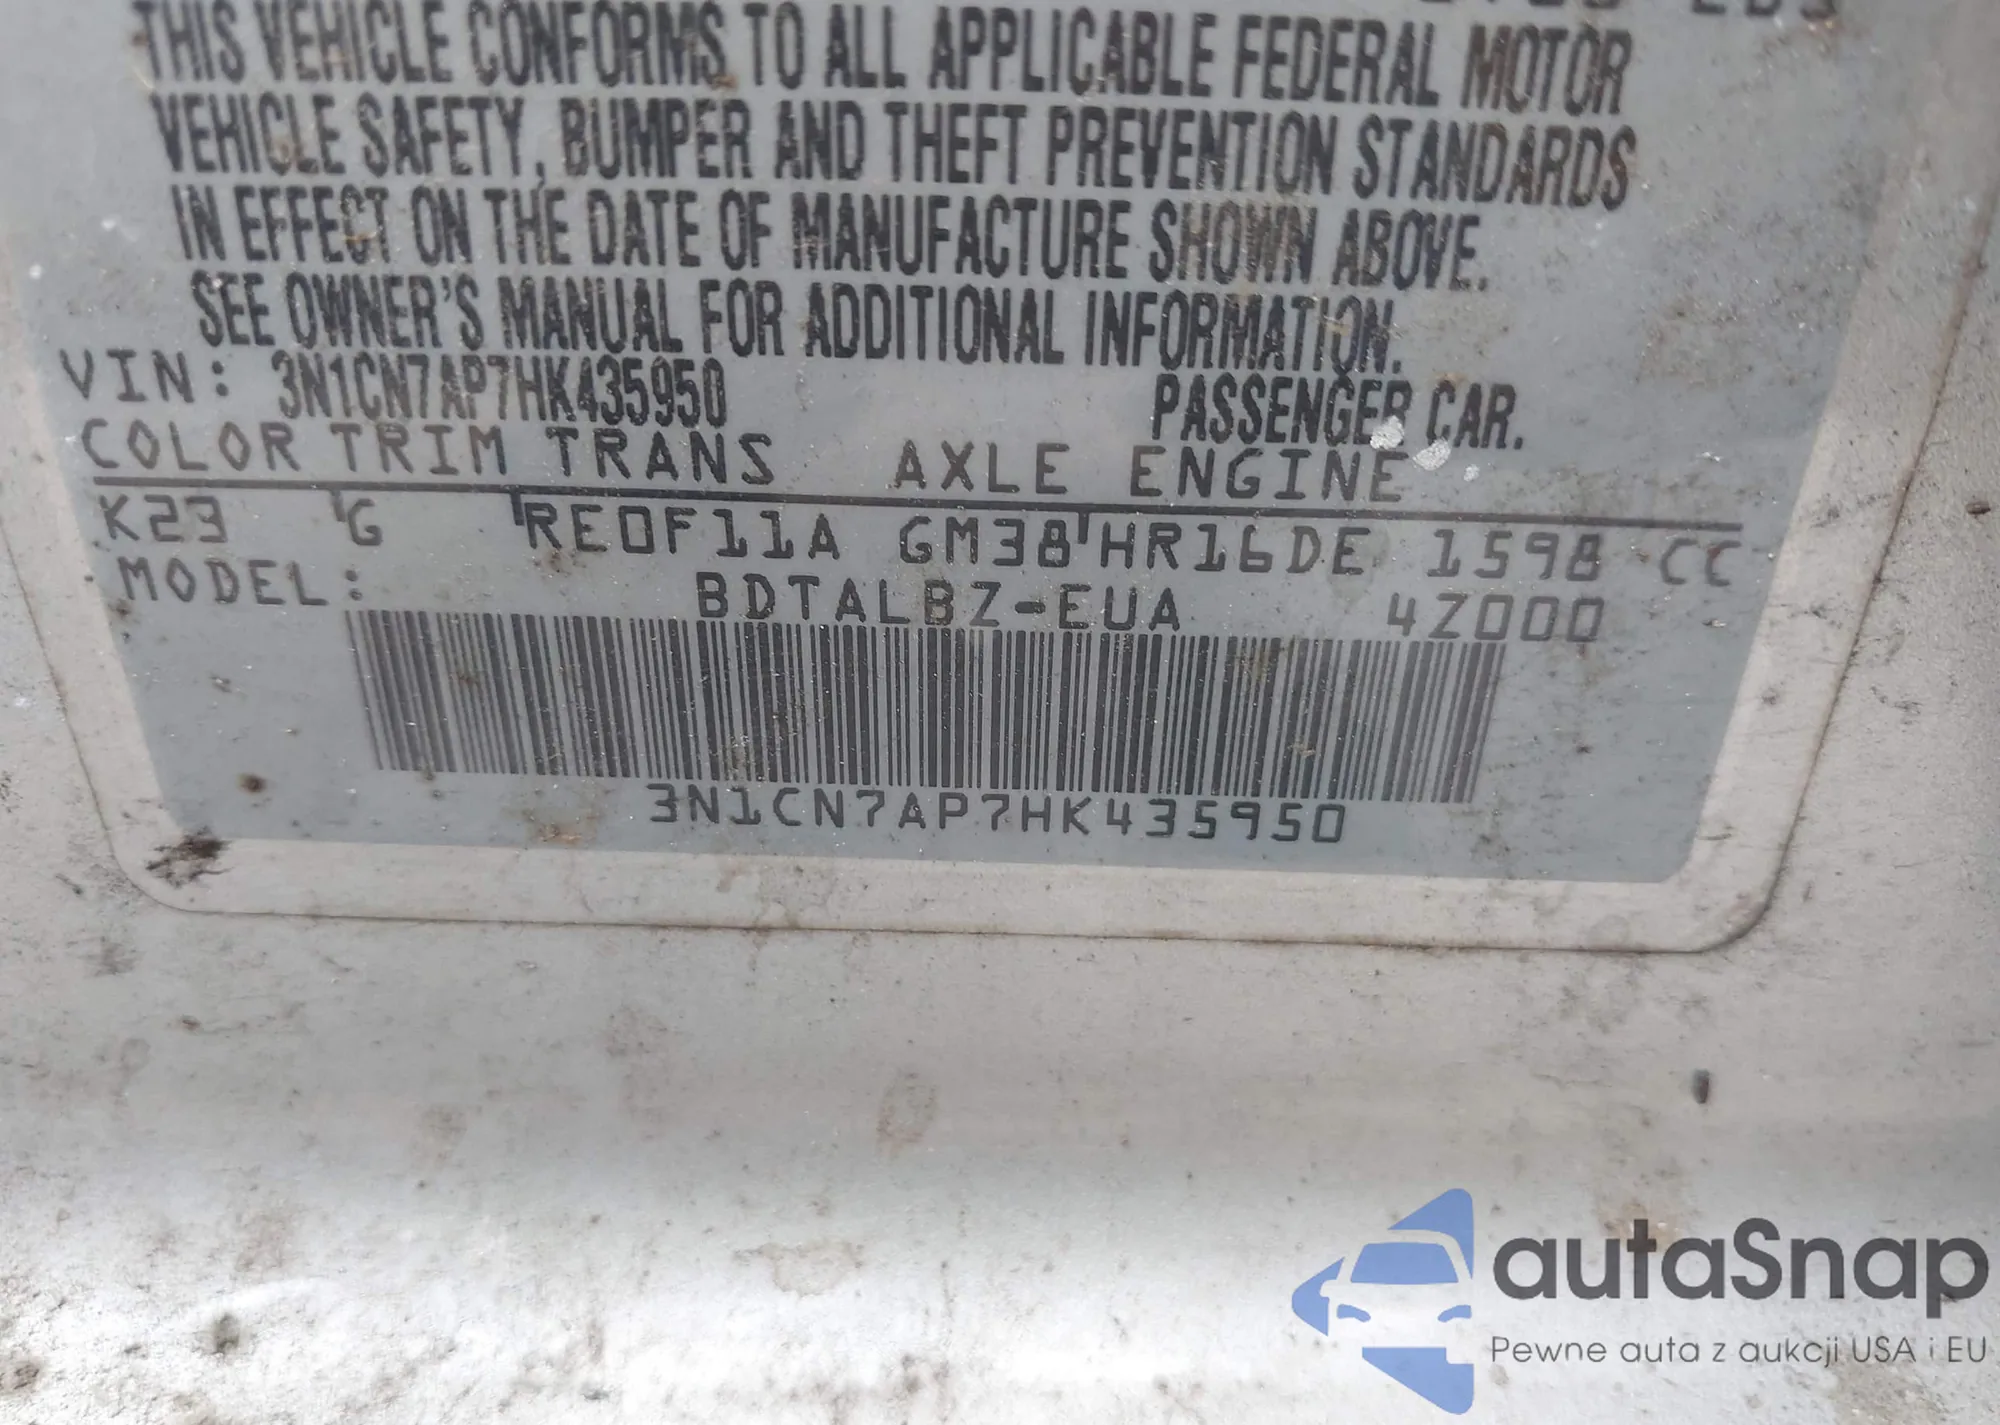 THIS VEHICLE CONFORMS TO ALL APPLICABLE FEDERAL MOTOR
VEHICLE SAFETY, BUMPER AND THEFT PREVENTION STANDARDS
IN EFFECT ON THE DATE OF MANUFACTURE SHOWN ABOVE.
SEE OWNER'S MANUAL FOR ADDITIONAL INFORMATION.
VIN: 3N1CN7AP7HK435950 PASSENGER CAR.
COLOR TRIM TRANS AXLE ENGINE
K23 G RE0F11A GM38 HR16DE 1598 CC
MODEL: BDTALBZ-EUA 4Z000
3N1CN7AP7HK435950
autaSnap
Pewne auta z aukcji USA i EU